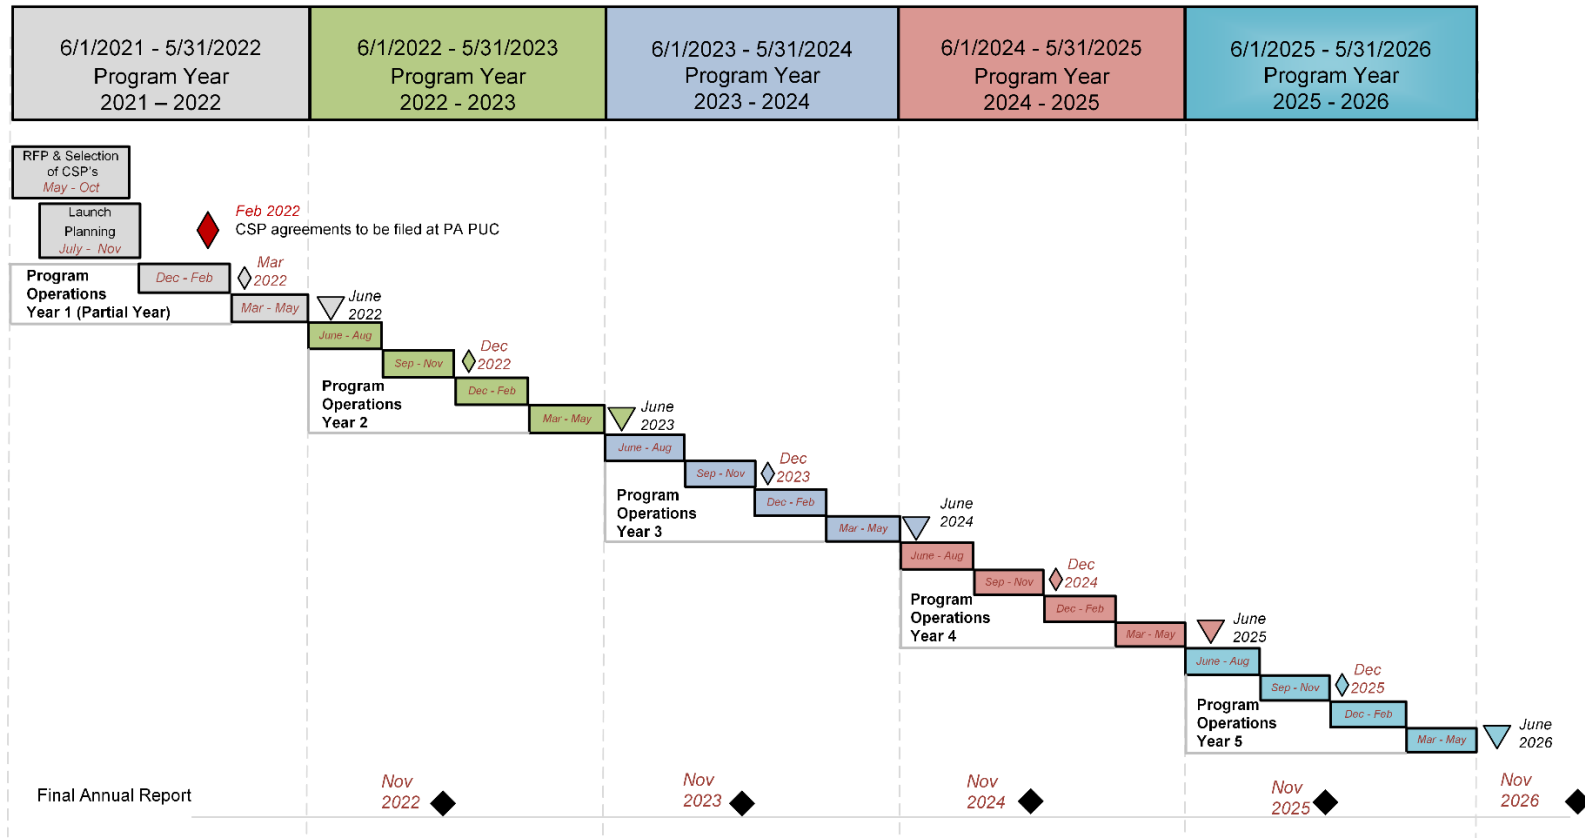 6/1/2021 - 5/31/2022
Program Year
2021 – 2022
6/1/2022 - 5/31/2023
Program Year
2022 - 2023
6/1/2023 - 5/31/2024
Program Year
2023 - 2024
6/1/2024 - 5/31/2025
Program Year
2024 - 2025
6/1/2025 - 5/31/2026
Program Year
2025 - 2026
RFP & Selection
of CSP's
May - Oct
Launch
Planning
July - Nov
Feb 2022
CSP agreements to be filed at PA PUC
Program
Operations
Year 1 (Partial Year)
Dec - Feb
Mar
2022
Mar - May
June
2022
June - Aug
Sep - Nov
Dec
2022
Program
Operations
Year 2
Dec - Feb
Mar - May
June
2023
June - Aug
Sep - Nov
Dec
2023
Program
Operations
Year 3
Dec - Feb
Mar - May
June
2024
June - Aug
Sep - Nov
Dec
2024
Program
Operations
Year 4
Dec - Feb
Mar - May
June
2025
June - Aug
Sep - Nov
Dec
2025
Program
Operations
Year 5
Dec - Feb
Mar - May
June
2026
Final Annual Report
Nov
2022
Nov
2023
Nov
2024
Nov
2025
Nov
2026